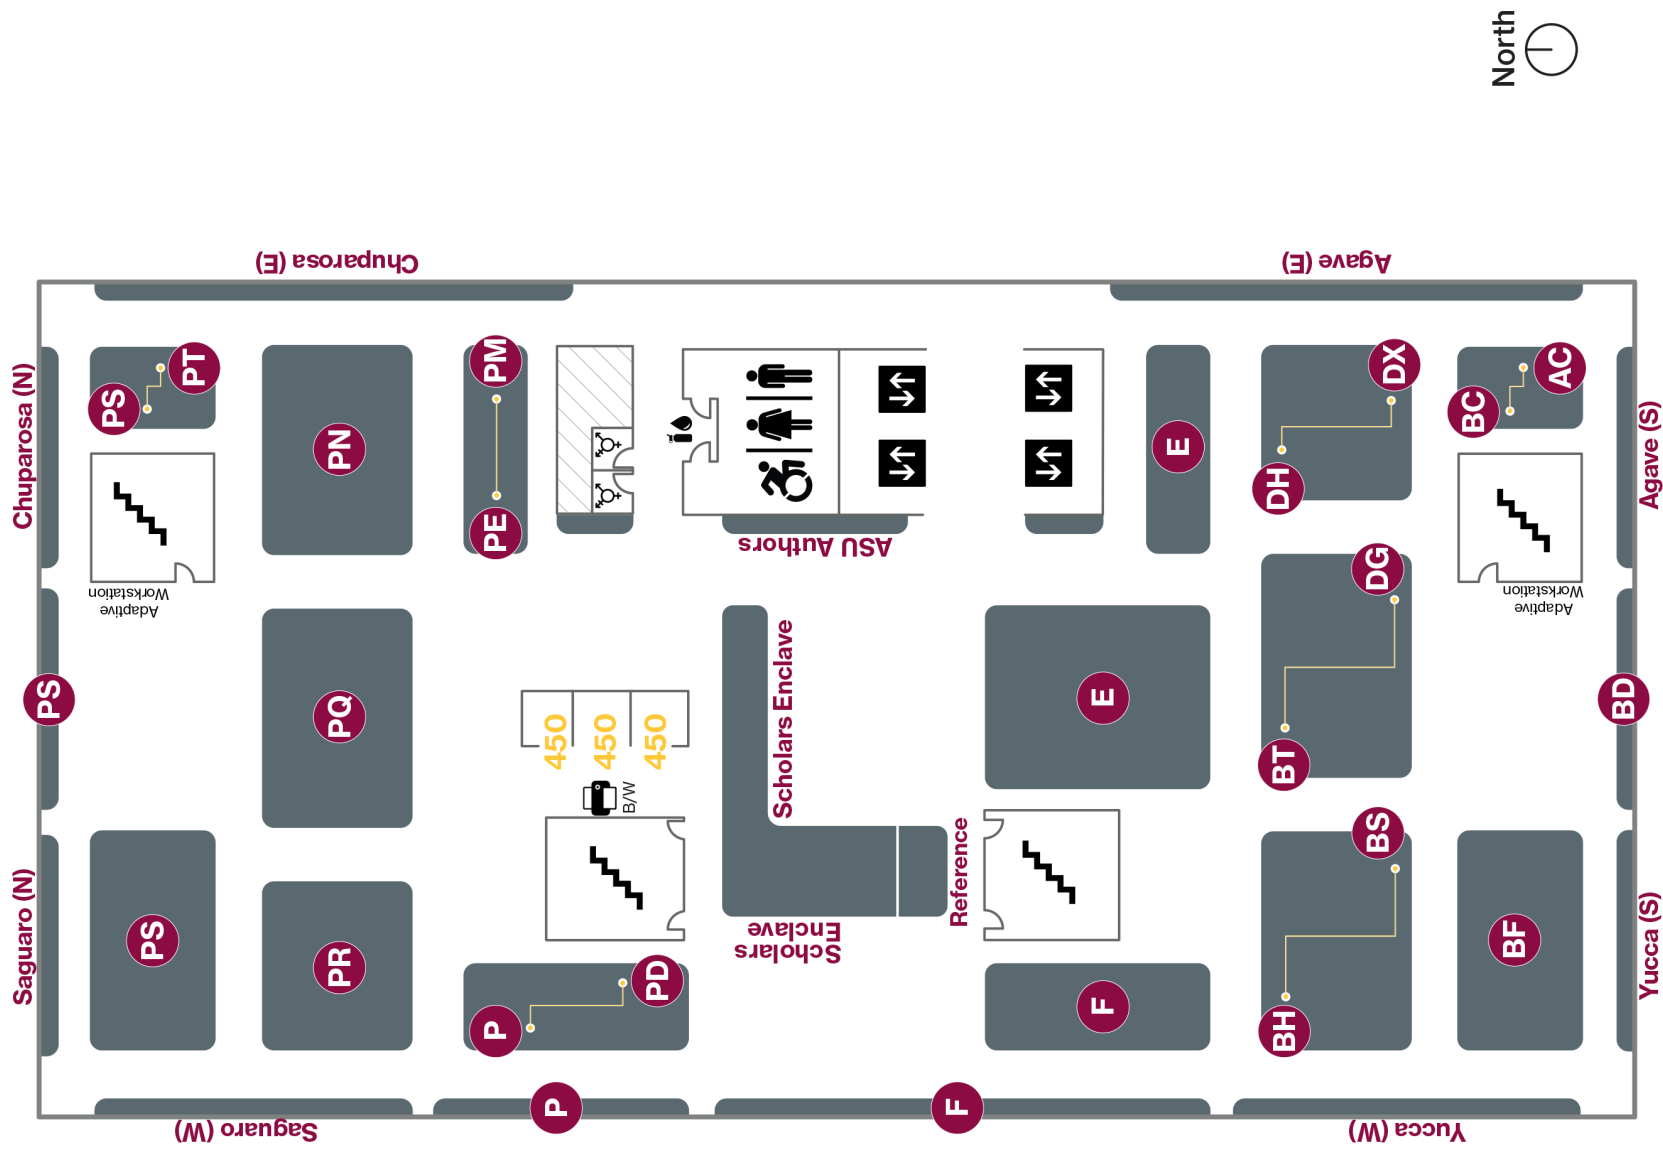 North
Chuparosa (E)
Agave (E)
Chuparosa (N)
PS
PT
PN
PM
PE
E
DX
DH
BC
AC
Agave (S)
ASU Authors
Adaptive
Workstation
Adaptive
Workstation
PS
PQ
450
450
450
B/W
Scholars Enclave
E
DG
BT
BD
Saguaro (N)
PS
PR
P
PD
Scholars
Enclave
Reference
F
BS
BH
BF
Yucca (S)
Saguaro (W)
P
F
Yucca (W)